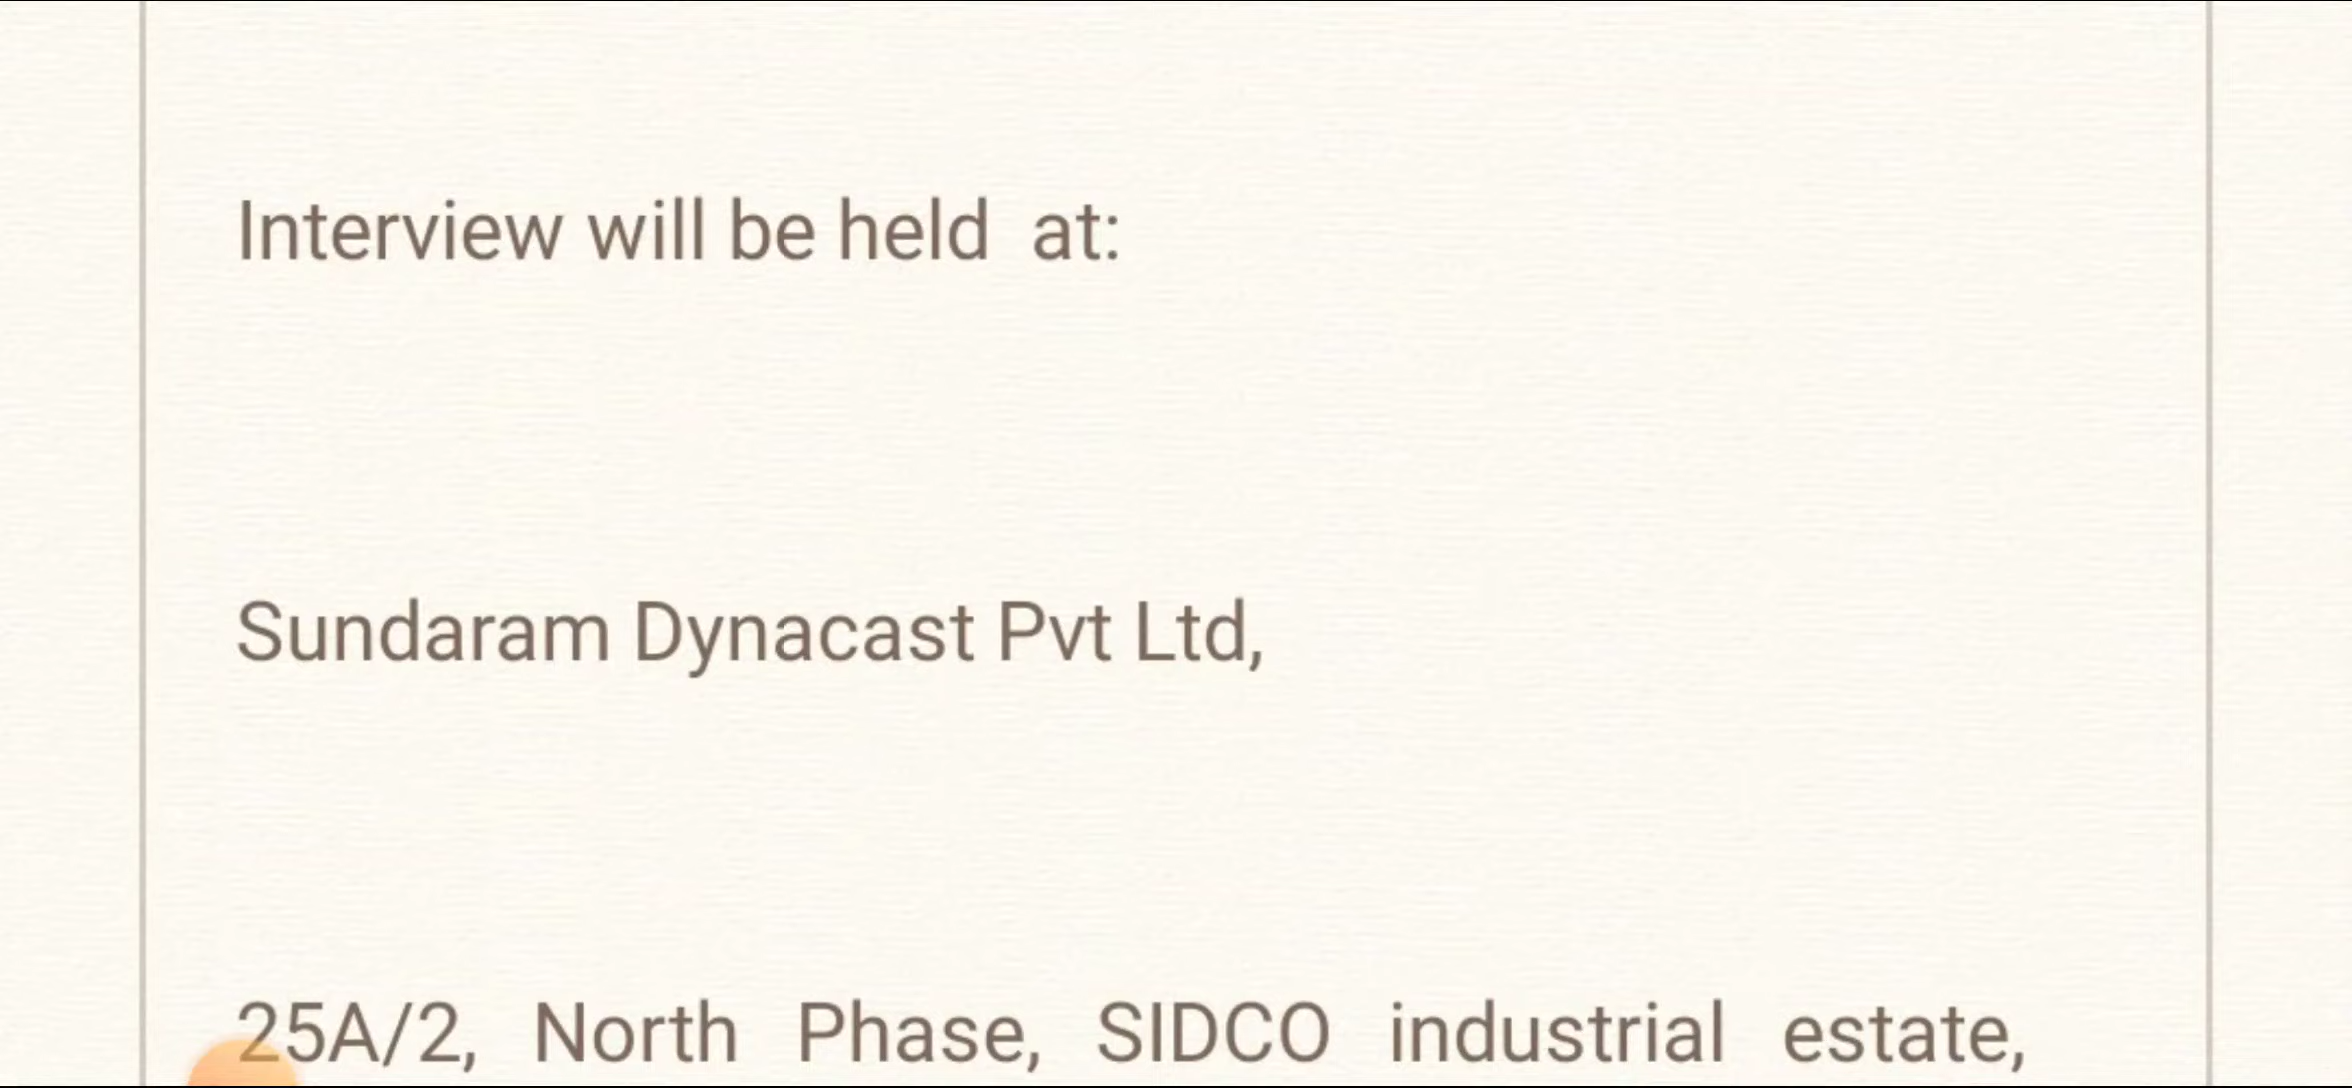 Interview will be held  at:
Sundaram Dynacast Pvt Ltd,
25A/2, North Phase, SIDCO industrial estate,